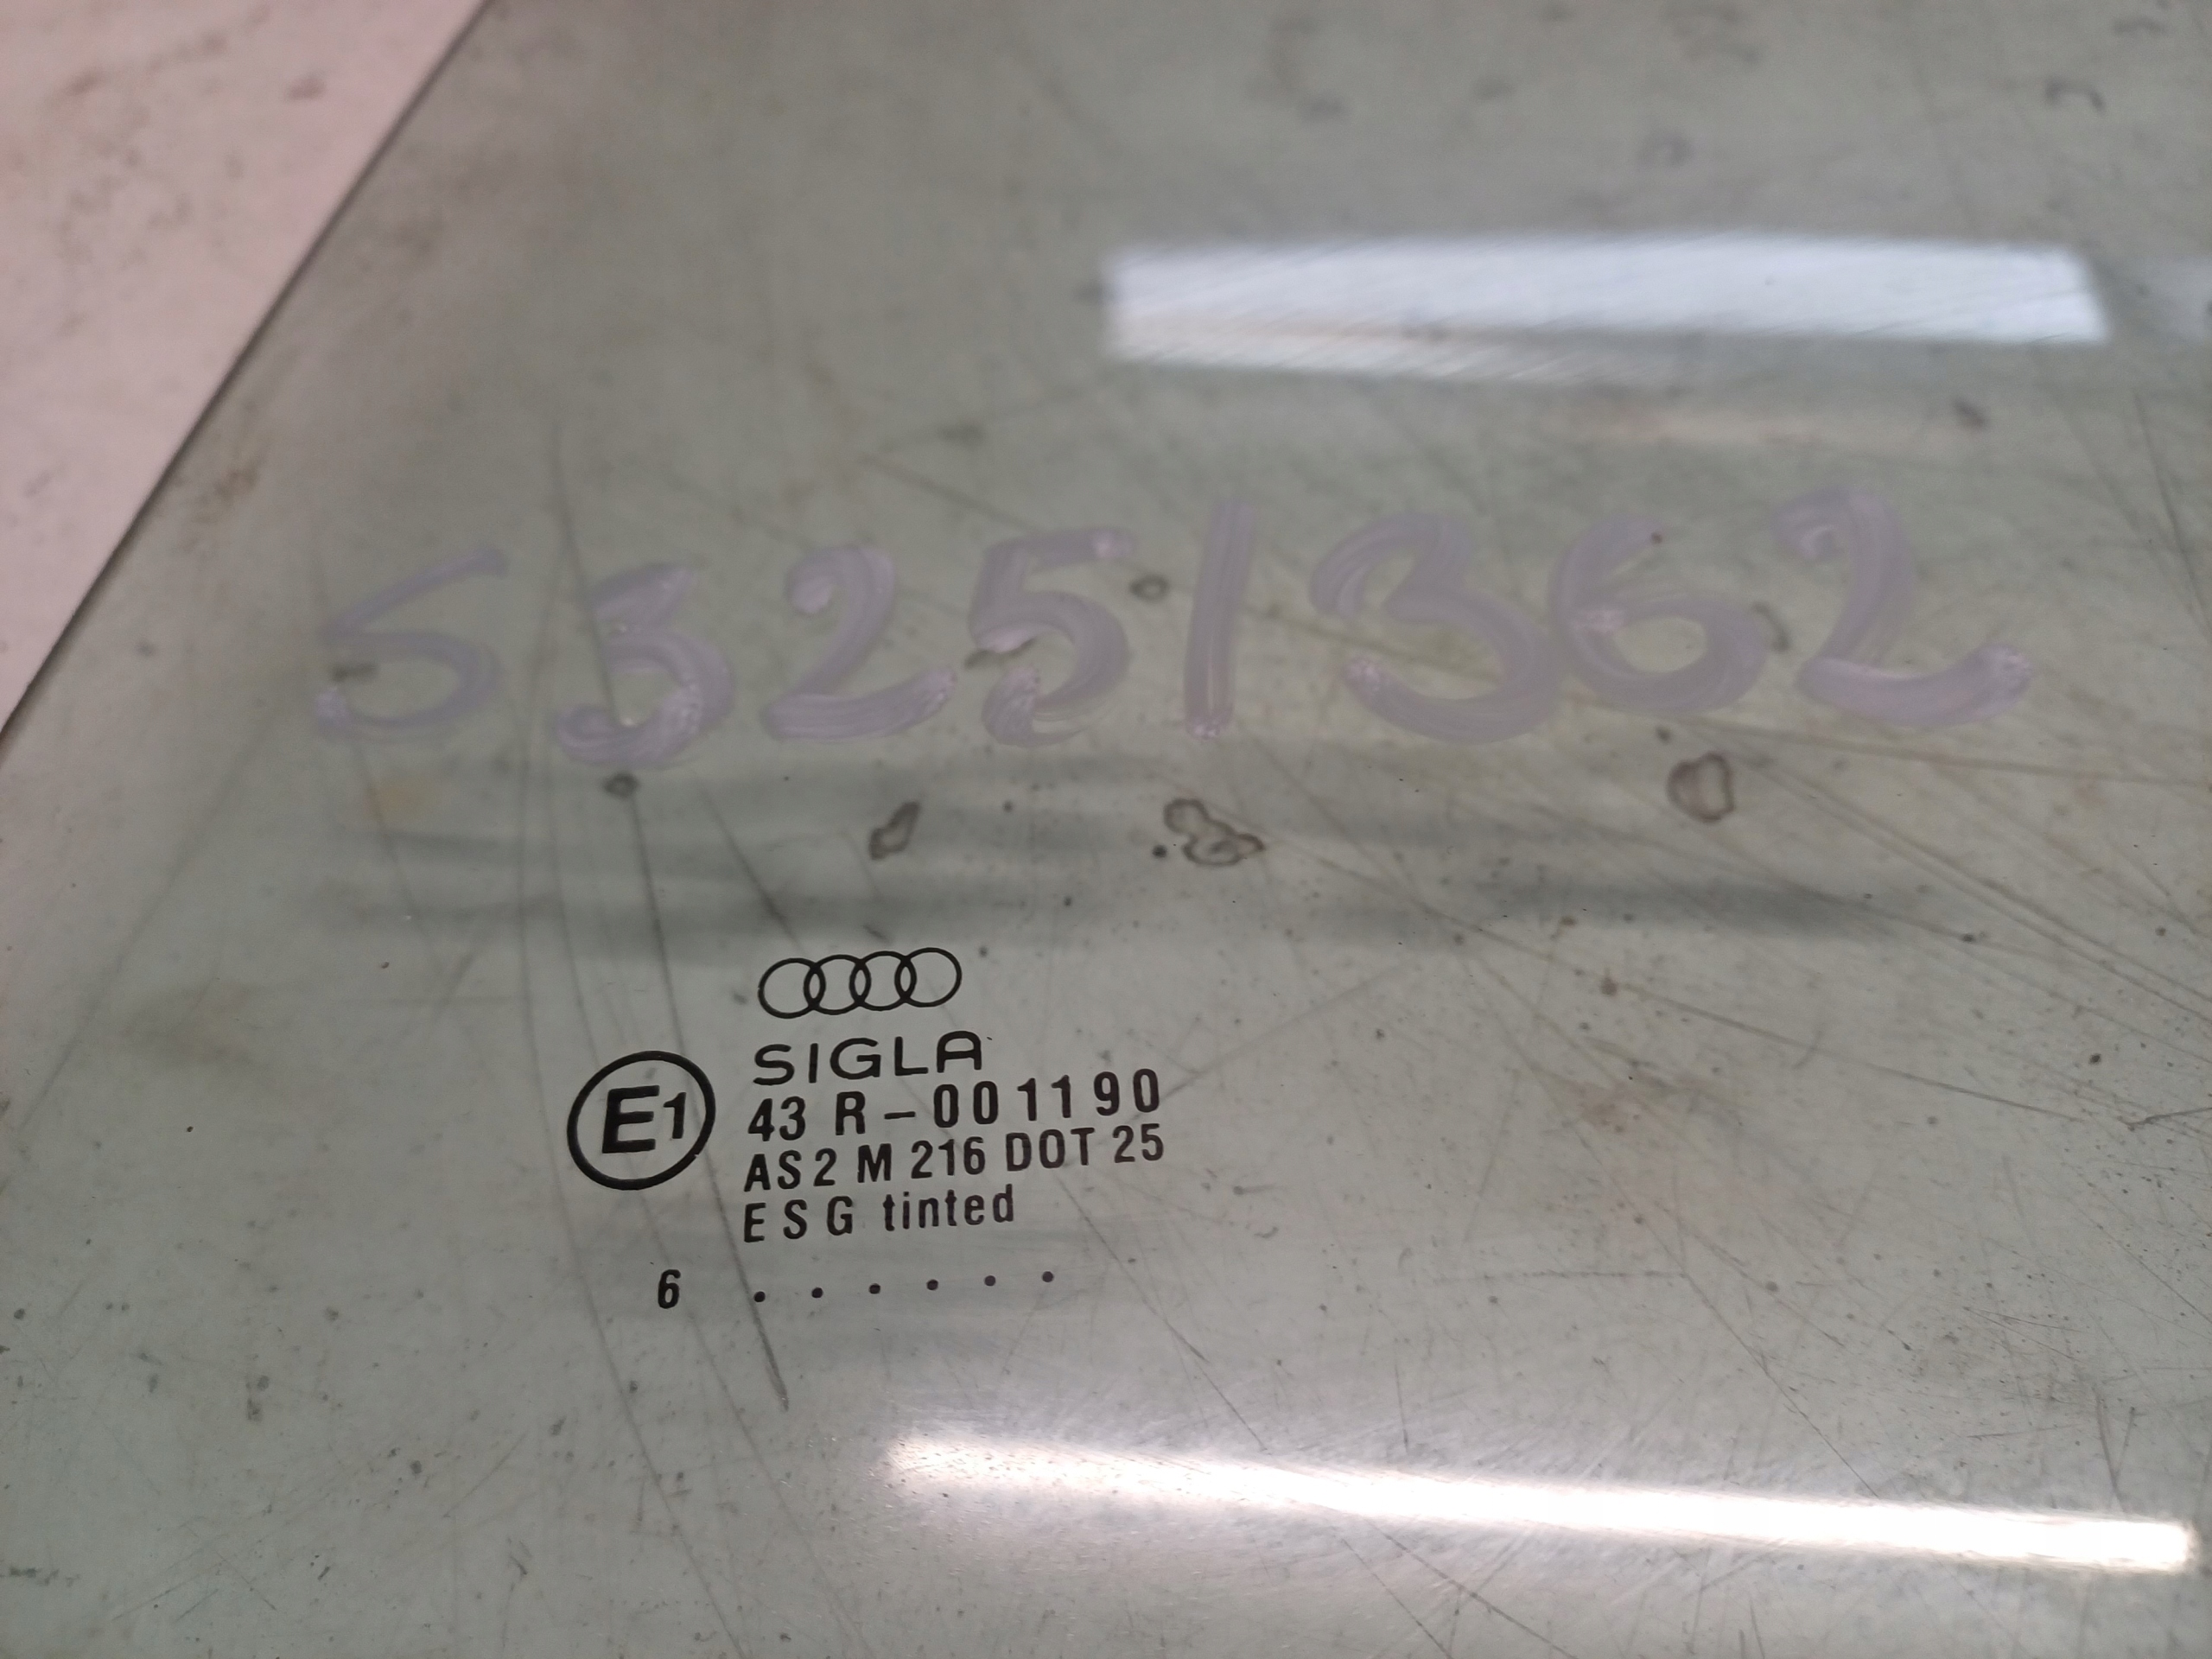 53251362
SIGLA
E1
43 R-001190
AS2 M 216 DOT 25
ESG tinted
6 . . . . . .